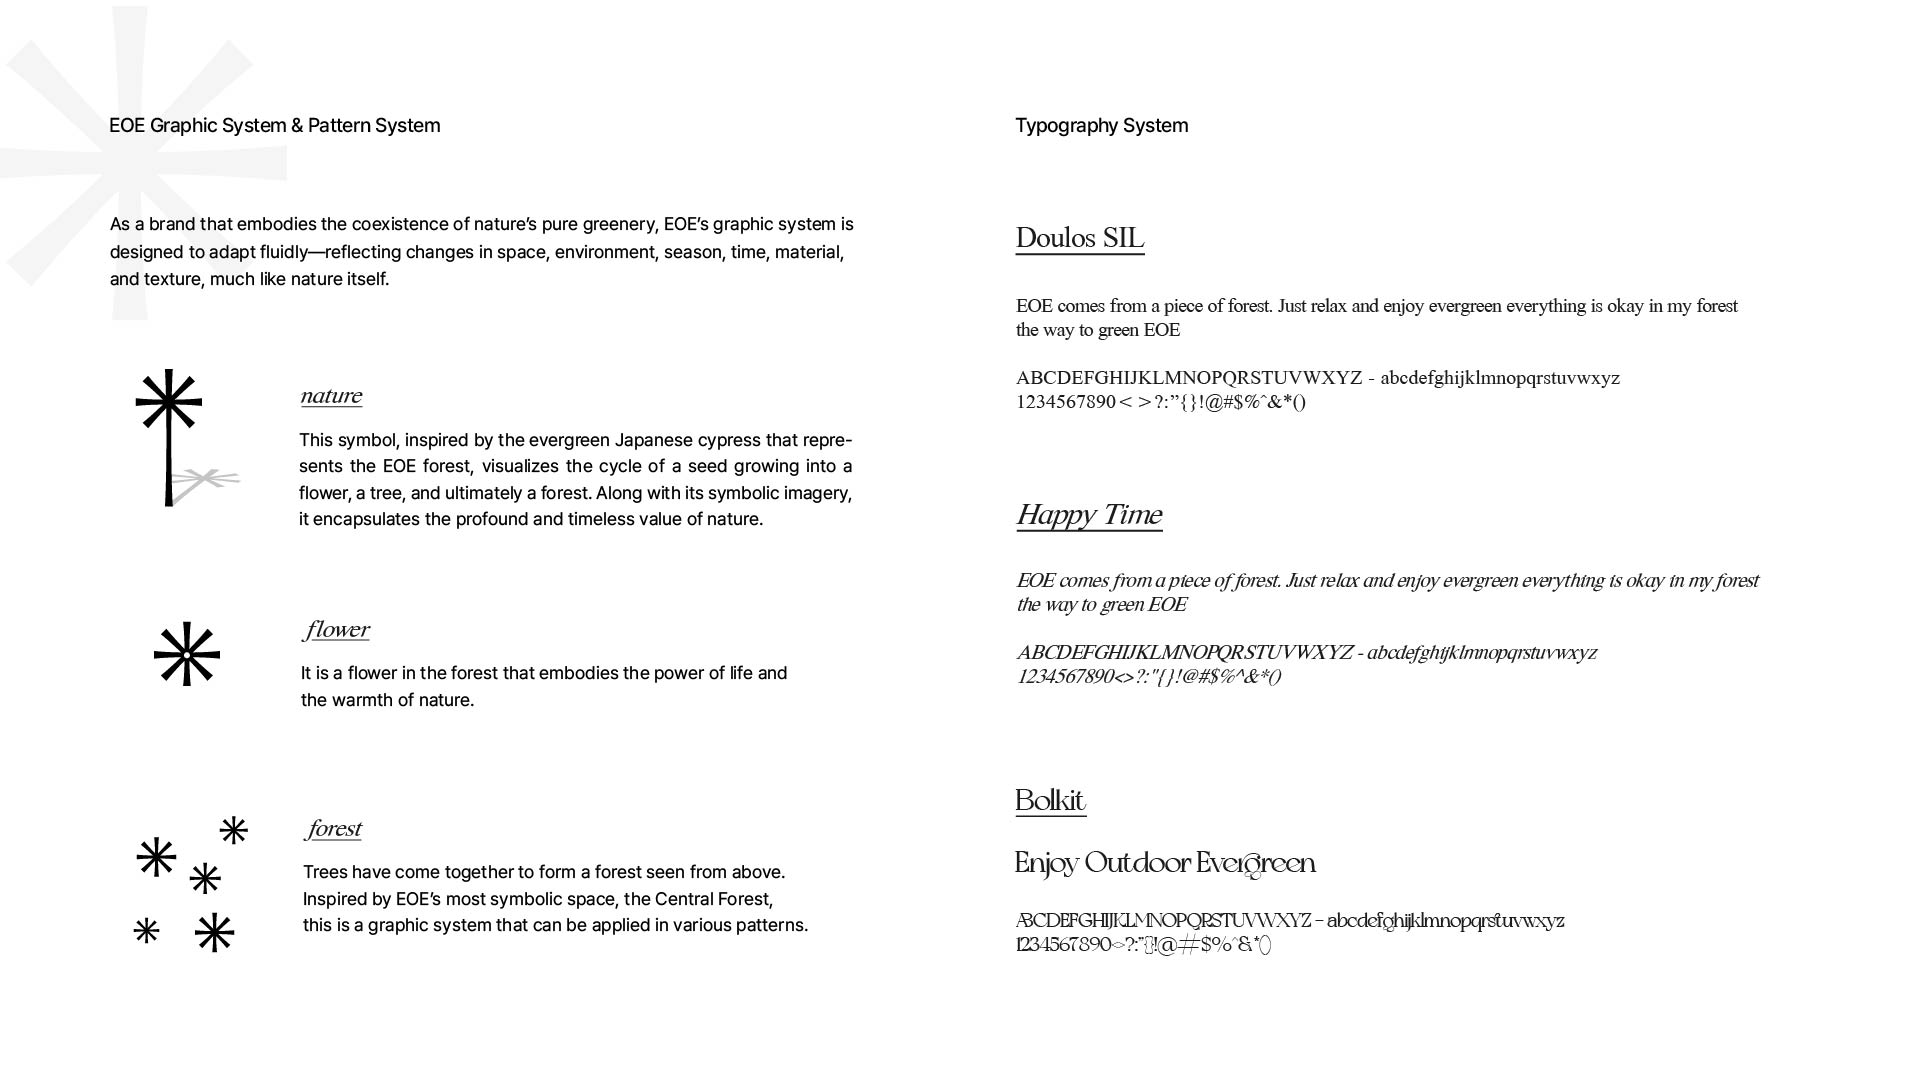 EOE Graphic System & Pattern System
As a brand that embodies the coexistence of nature’s pure greenery, EOE’s graphic system is
designed to adapt fluidly—reflecting changes in space, environment, season, time, material,
and texture, much like nature itself.
nature
This symbol, inspired by the evergreen Japanese cypress that repre-
sents the EOE forest, visualizes the cycle of a seed growing into a
flower, a tree, and ultimately a forest. Along with its symbolic imagery,
it encapsulates the profound and timeless value of nature.
flower
It is a flower in the forest that embodies the power of life and
the warmth of nature.
forest
Trees have come together to form a forest seen from above.
Inspired by EOE’s most symbolic space, the Central Forest,
this is a graphic system that can be applied in various patterns.
Typography System
Doulos SIL
EOE comes from a piece of forest. Just relax and enjoy evergreen everything is okay in my forest
the way to green EOE
ABCDEFGHIJKLMNOPQRSTUVWXYZ - abcdefghijklmnopqrstuvwxyz
1234567890< >?:”{}!@#$%^&*()
Happy Time
EOE comes from a piece of forest. Just relax and enjoy evergreen everything is okay in my forest
the way to green EOE
ABCDEFGHIJKLMNOPQRSTUVWXYZ - abcdefghijklmnopqrstuvwxyz
1234567890<>?:"{}!@#$%^&*()
Bolkit
Enjoy Outdoor Evergreen
ABCDEFGHIJKLMNOPQRSTUVWXYZ - abcdefghijklmnopqrstuvwxyz
1234567890<>?:”{}!@#$%^&*()